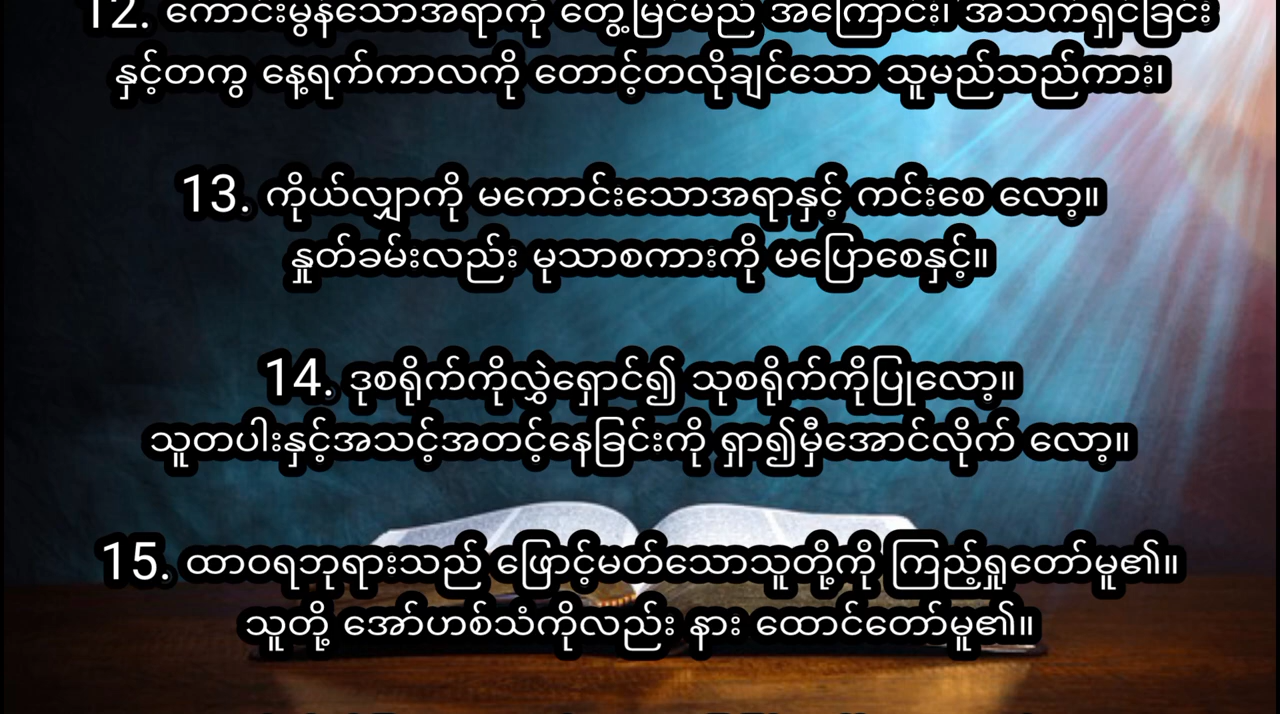 12. ကောင်းမွန်သောအရာကို တွေ့မြင်မည် အကြောင်း၊ အသက်ရှင်ခြင်း
နှင့်တကွ နေ့ရက်ကာလကို တောင့်တလိုချင်သော သူမည်သည်ကား၊
13. ကိုယ်လျှာကို မကောင်းသောအရာနှင့် ကင်းစေ လော့။
နှုတ်ခမ်းလည်း မုသာစကားကို မပြောစေနှင့်။
14. ဒုစရိုက်ကိုလွှဲရှောင်၍ သုစရိုက်ကိုပြုလော့။
သူတပါးနှင့်အသင့်အတင့်နေခြင်းကို ရှာ၍မှီအောင်လိုက် လော့။
15. ထာဝရဘုရားသည် ဖြောင့်မတ်သောသူတို့ကို ကြည့်ရှုတော်မူ၏။
သူတို့ အော်ဟစ်သံကိုလည်း နား ထောင်တော်မူ၏။